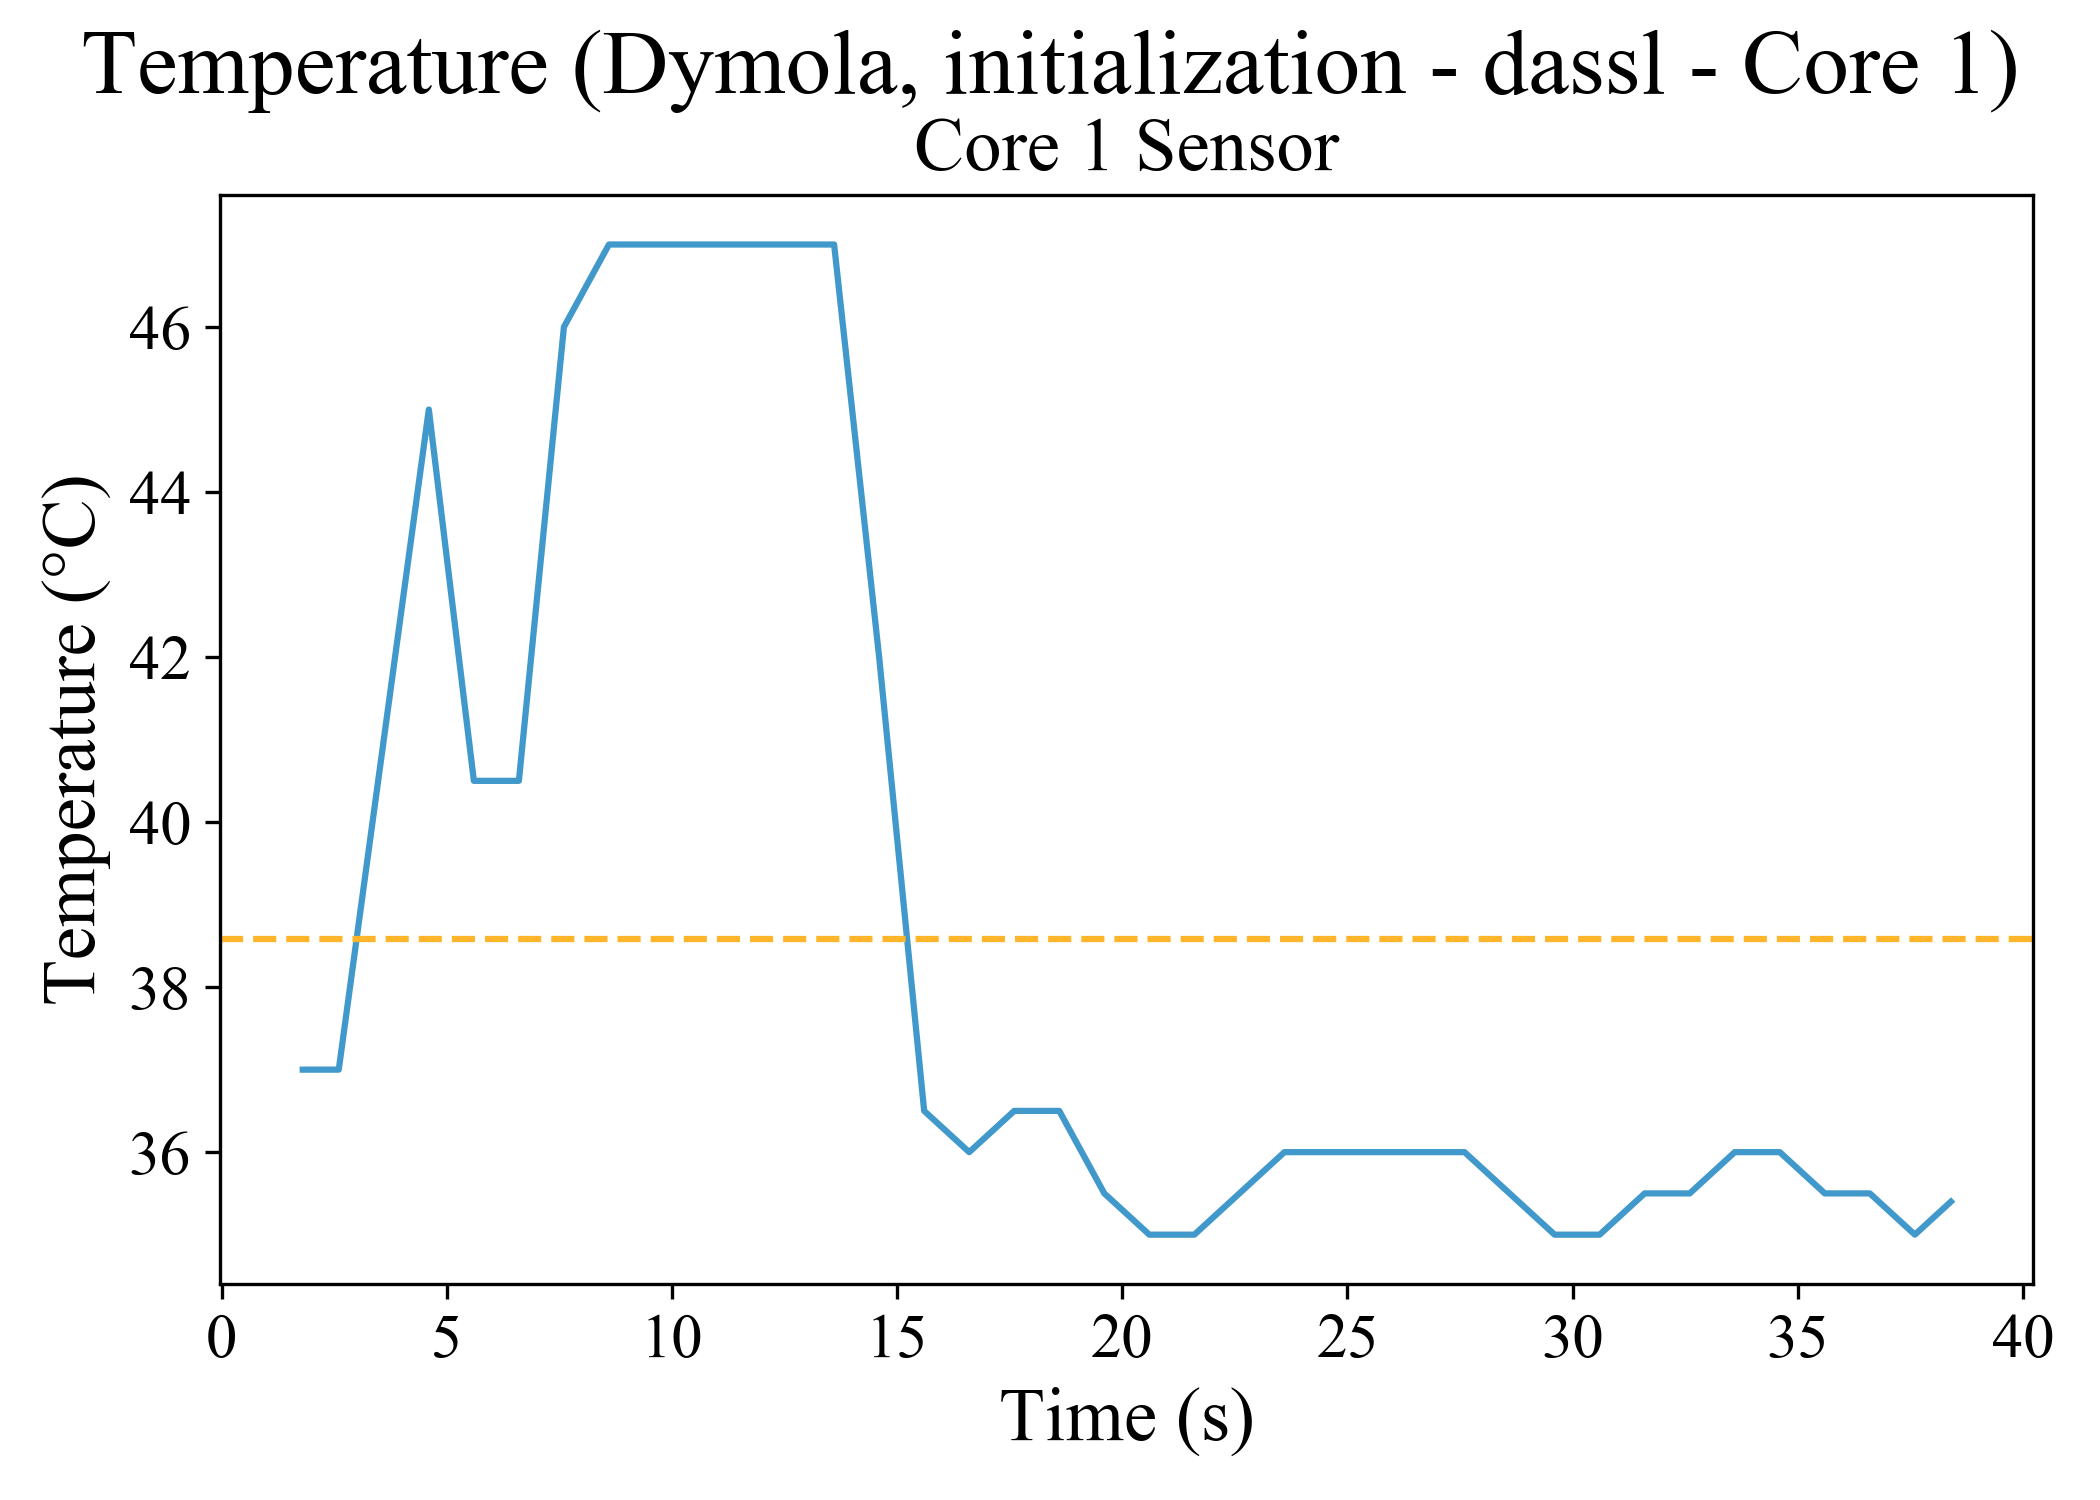 Temperature (Dymola, initialization - dassl - Core 1)
Core 1 Sensor
Temperature (°C)
46
44
42
40
38
36
0 5 10 15 20 25 30 35 40
Time (s)